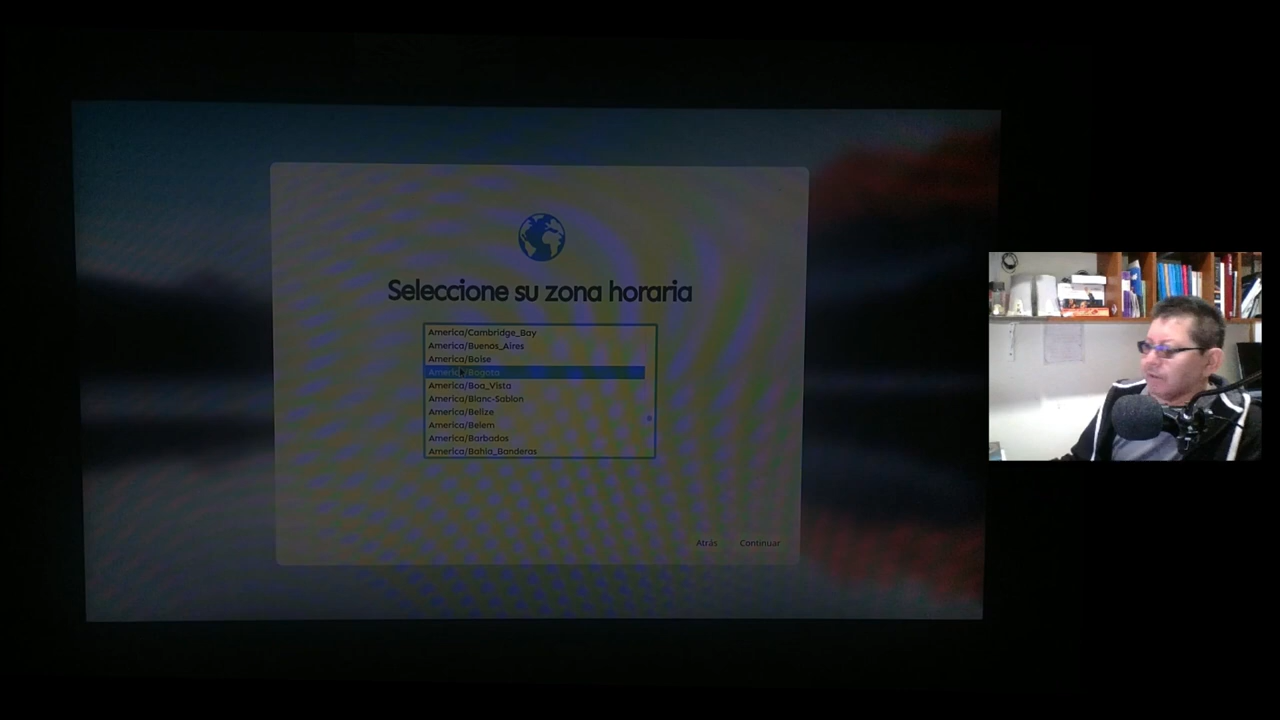 Seleccione su zona horaria
America/Cambridge_Bay
America/Buenos_Aires
America/Boise
America/Bogota
America/Boa_Vista
America/Blanc-Sablon
America/Belize
America/Belem
America/Barbados
America/Bahia_Banderas
Atrás
Continuar